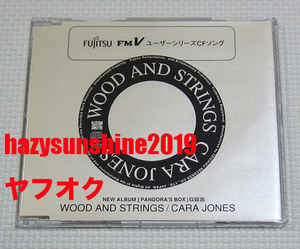 FUJITSU FMV ユーザーシリーズCFソング
WOOD AND STRINGS
CARA JONES
hazysunshine2019
ヤフオク
NEW ALBUM [PANDORA'S BOX] 収録曲
WOOD AND STRINGS / CARA JONES